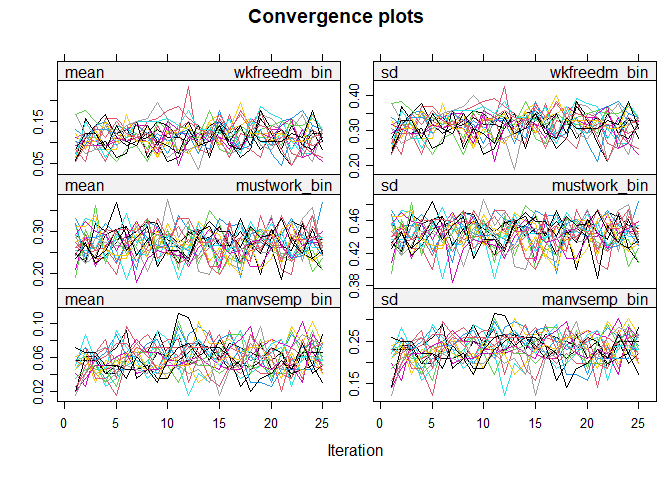 Convergence plots
mean wkfreedm_bin
sd wkfreedm_bin
0.05 0.15
0.20 0.30 0.40
mean mustwork_bin
sd mustwork_bin
0.20 0.30
0.38 0.42 0.46
mean manvsemp_bin
sd manvsemp_bin
0.02 0.06 0.10
0.15 0.25
0 5 10 15 20 25
0 5 10 15 20 25
Iteration